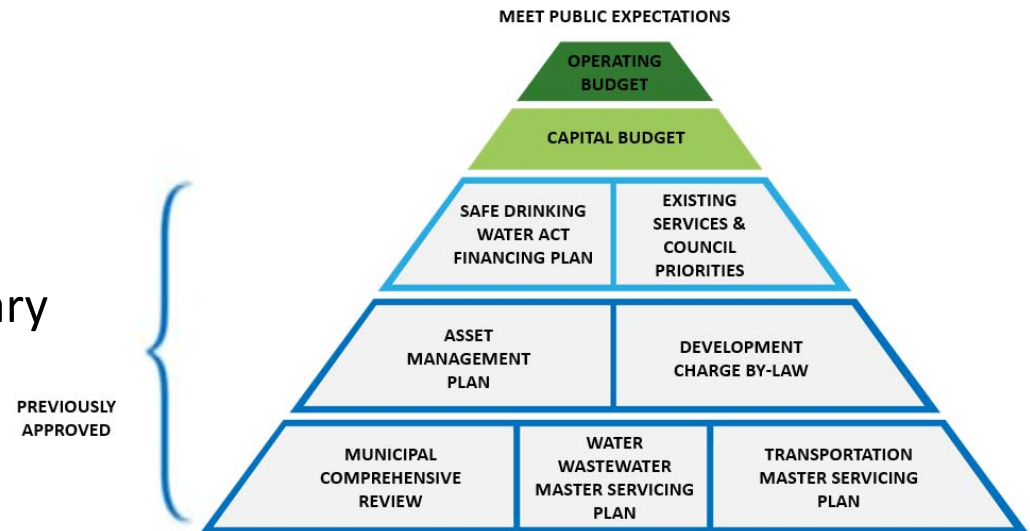 MEET PUBLIC EXPECTATIONS
OPERATING
BUDGET
CAPITAL BUDGET
SAFE DRINKING
WATER ACT
FINANCING PLAN
EXISTING
SERVICES &
COUNCIL
PRIORITIES
ary
ASSET
MANAGEMENT
PLAN
DEVELOPMENT
CHARGE BY-LAW
PREVIOUSLY
APPROVED
MUNICIPAL
COMPREHENSIVE
REVIEW
WATER
WASTEWATER
MASTER SERVICING
PLAN
TRANSPORTATION
MASTER SERVICING
PLAN